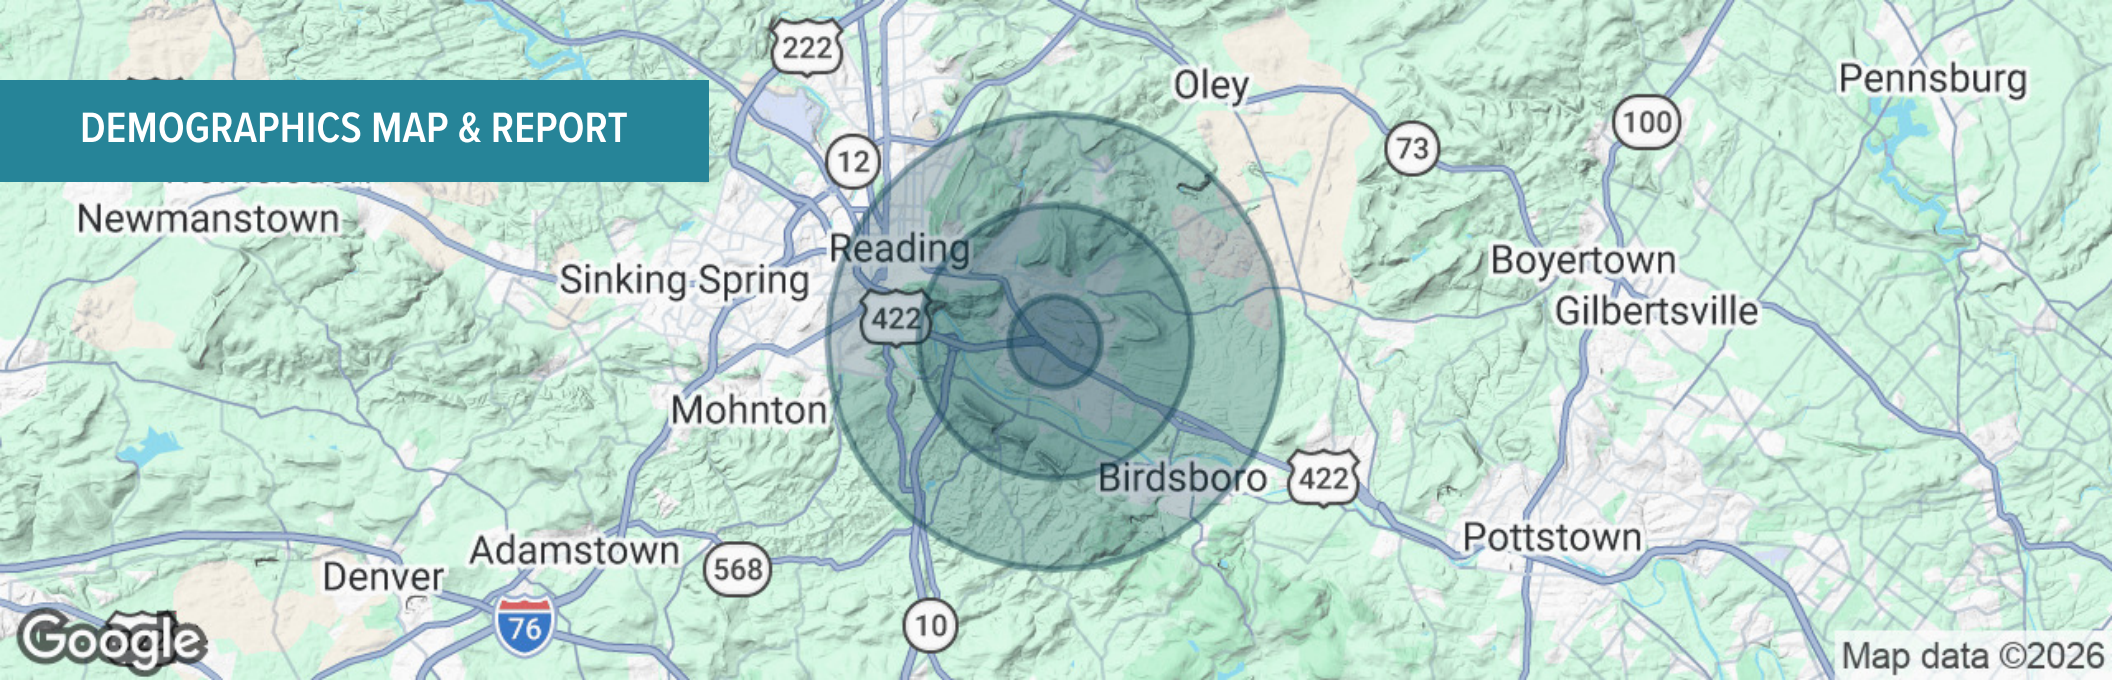 222
Oley
Pennsburg
DEMOGRAPHICS MAP & REPORT
100
12
73
Newmanstown
Reading
Sinking Spring
Boyertown
422
Gilbertsville
Mohnton
Birdsboro
422
Pottstown
Adamstown
Denver
568
76
10
Google
Map data ©2026